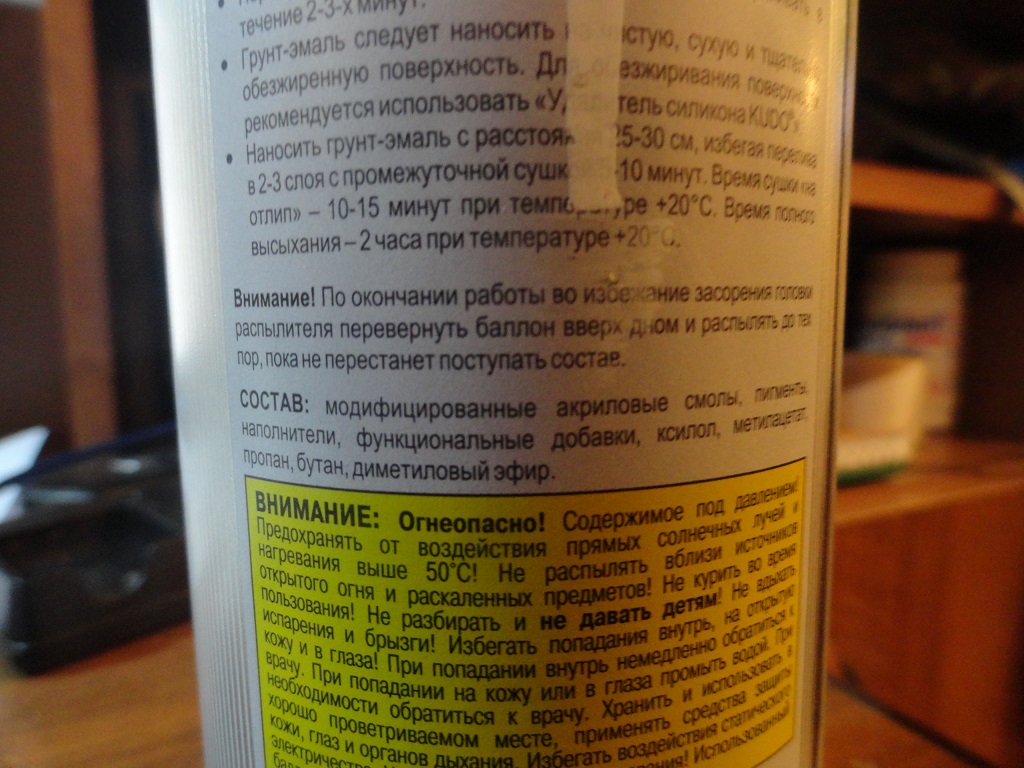 течение 2-3-х минут.
• Грунт-эмаль следует наносить на чистую, сухую и тщательно
обезжиренную поверхность. Для обезжиривания поверхности
рекомендуется использовать «Удалитель силикона KUDO®».
• Наносить грунт-эмаль с расстояния 25-30 см, избегая перелива
в 2-3 слоя с промежуточной сушкой 5-10 минут. Время сушки «на
отлип» – 10-15 минут при температуре +20°С. Время полного
высыхания – 2 часа при температуре +20°С.
Внимание! По окончании работы во избежание засорения головки
распылителя перевернуть баллон вверх дном и распылять до тех
пор, пока не перестанет поступать состав.
СОСТАВ: модифицированные акриловые смолы, пигменты,
наполнители, функциональные добавки, ксилол, метилацетат,
пропан, бутан, диметиловый эфир.
ВНИМАНИЕ: Огнеопасно! Содержимое под давлением!
Предохранять от воздействия прямых солнечных лучей и
нагревания выше 50°С! Не распылять вблизи источников
открытого огня и раскаленных предметов! Не курить во время
пользования! Не разбирать и не давать детям! Не вдыхать
испарения и брызги! Избегать попадания внутрь, на открытую
кожу и в глаза! При попадании внутрь немедленно обратиться к
врачу. При попадании на кожу или в глаза промыть водой. При
необходимости обратиться к врачу. Хранить и использовать в
хорошо проветриваемом месте, применять средства защиты
кожи, глаз и органов дыхания. Избегать воздействия статического
Использованный